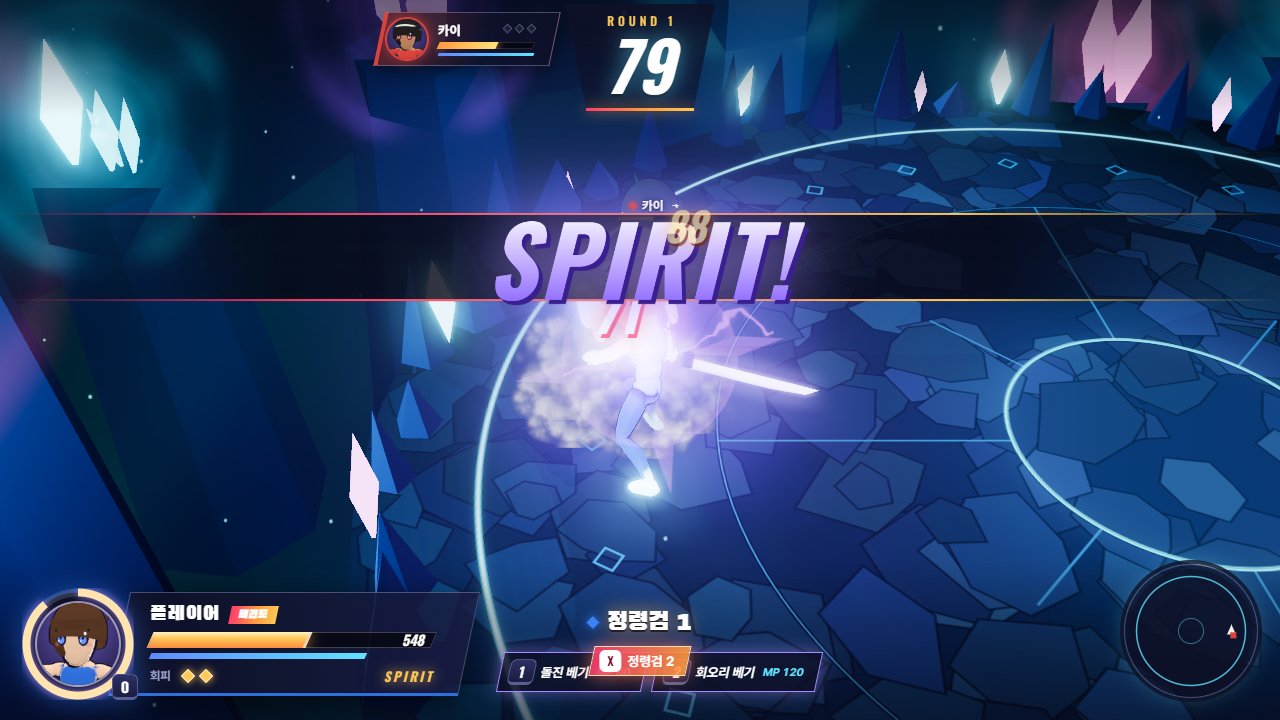 카이
ROUND 1
79
카이
88
SPIRIT!
71
정령검 1
플레이어
548
회피
SPIRIT
0
1 돌진 베기
X 정령검 2
회오리 베기 MP 120